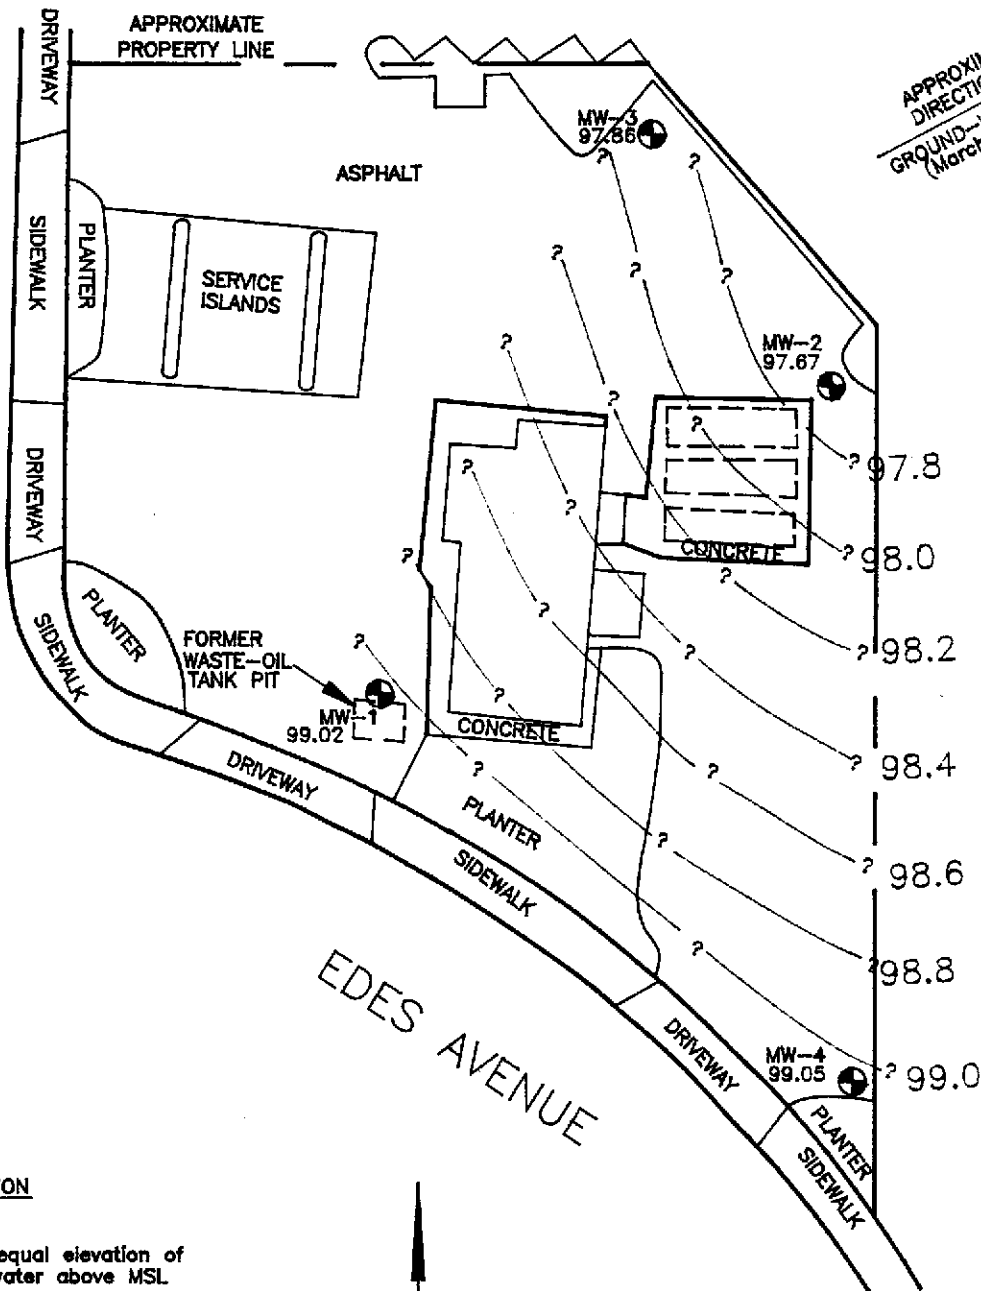 DRIVEWAY
APPROXIMATE
PROPERTY LINE
MW-3
97.86
ASPHALT
SIDEWALK
PLANTER
SERVICE
ISLANDS
MW-2
97.67
DRIVEWAY
97.8
98.0
CONCRETE
98.2
PLANTER
SIDEWALK
FORMER
WASTE-OIL
TANK PIT
MW-1
99.02
CONCRETE
98.4
DRIVEWAY
PLANTER
SIDEWALK
98.6
98.8
EDES AVENUE
DRIVEWAY
MW-4
99.05
99.0
PLANTER
SIDEWALK
equal elevation of
above MSL